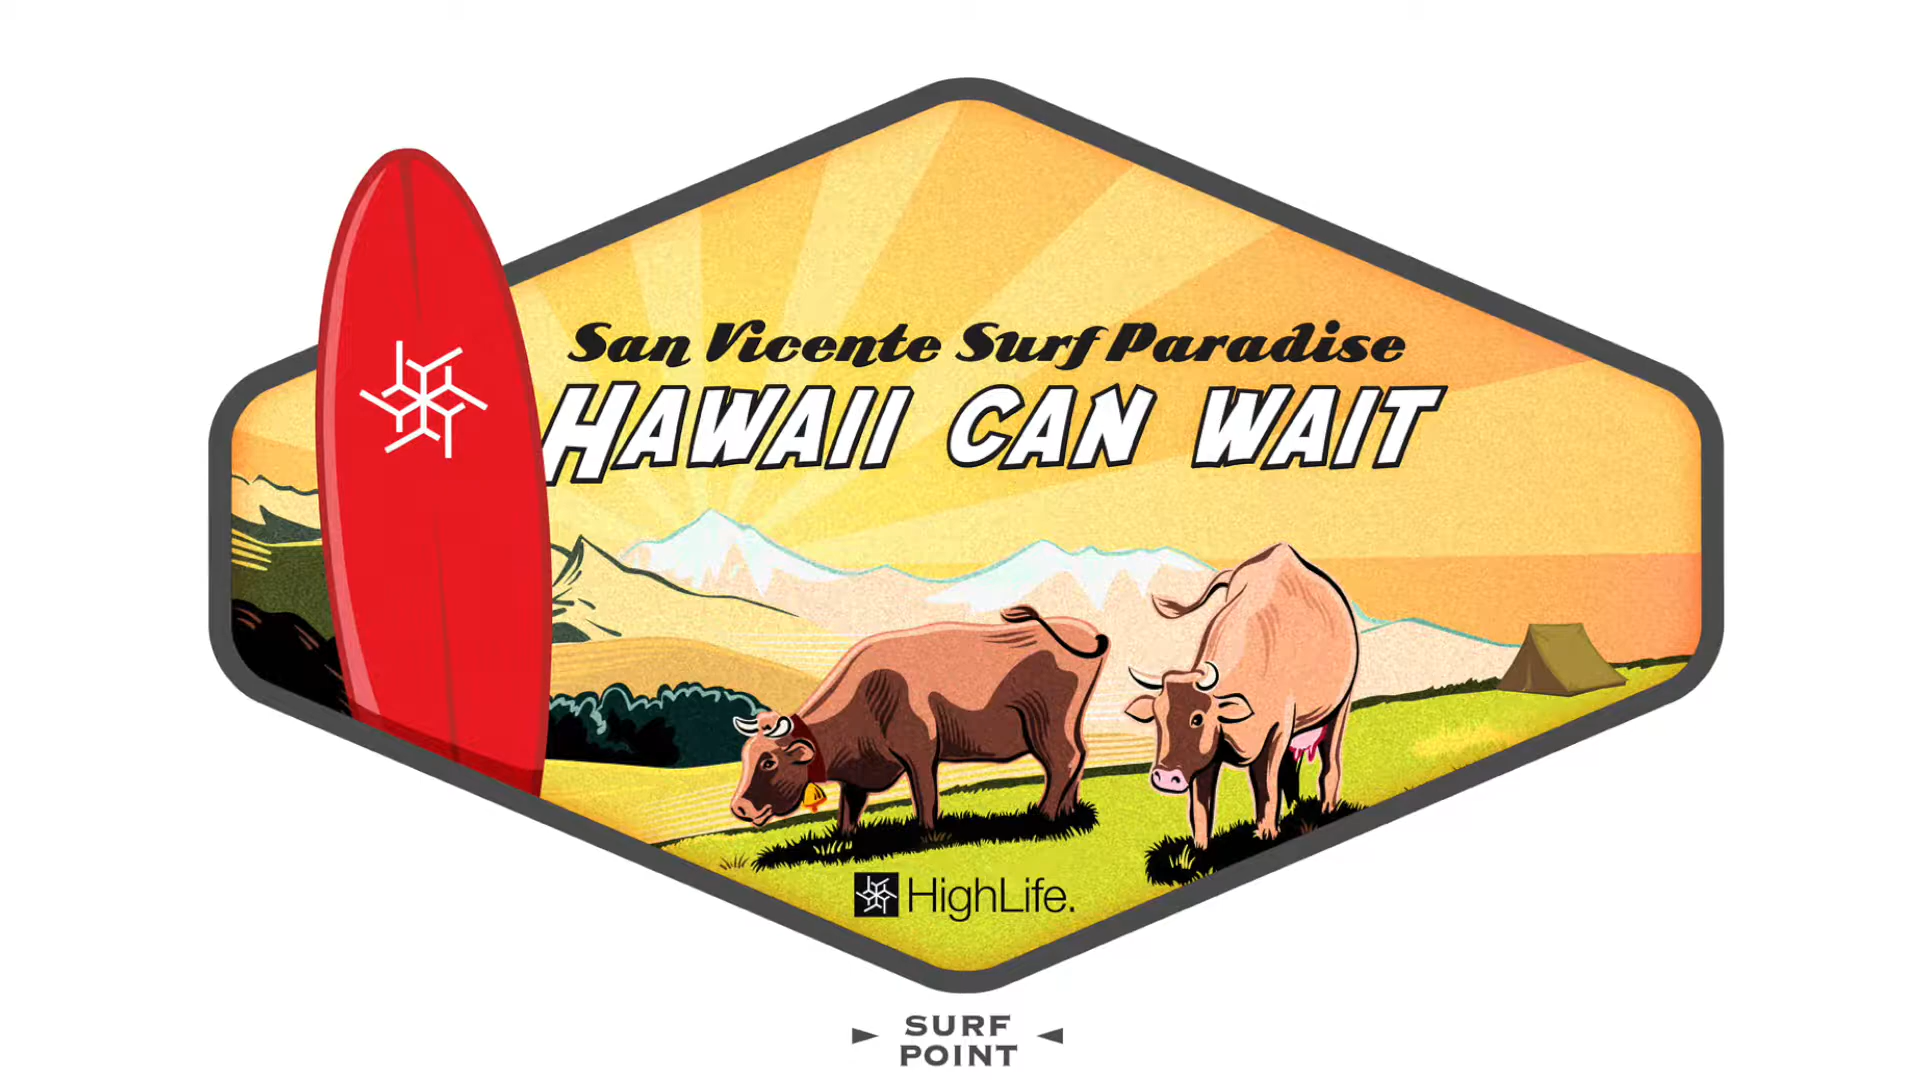 San Vicente Surf Paradise
HAWAII CAN WAIT
HighLife.
SURF
POINT